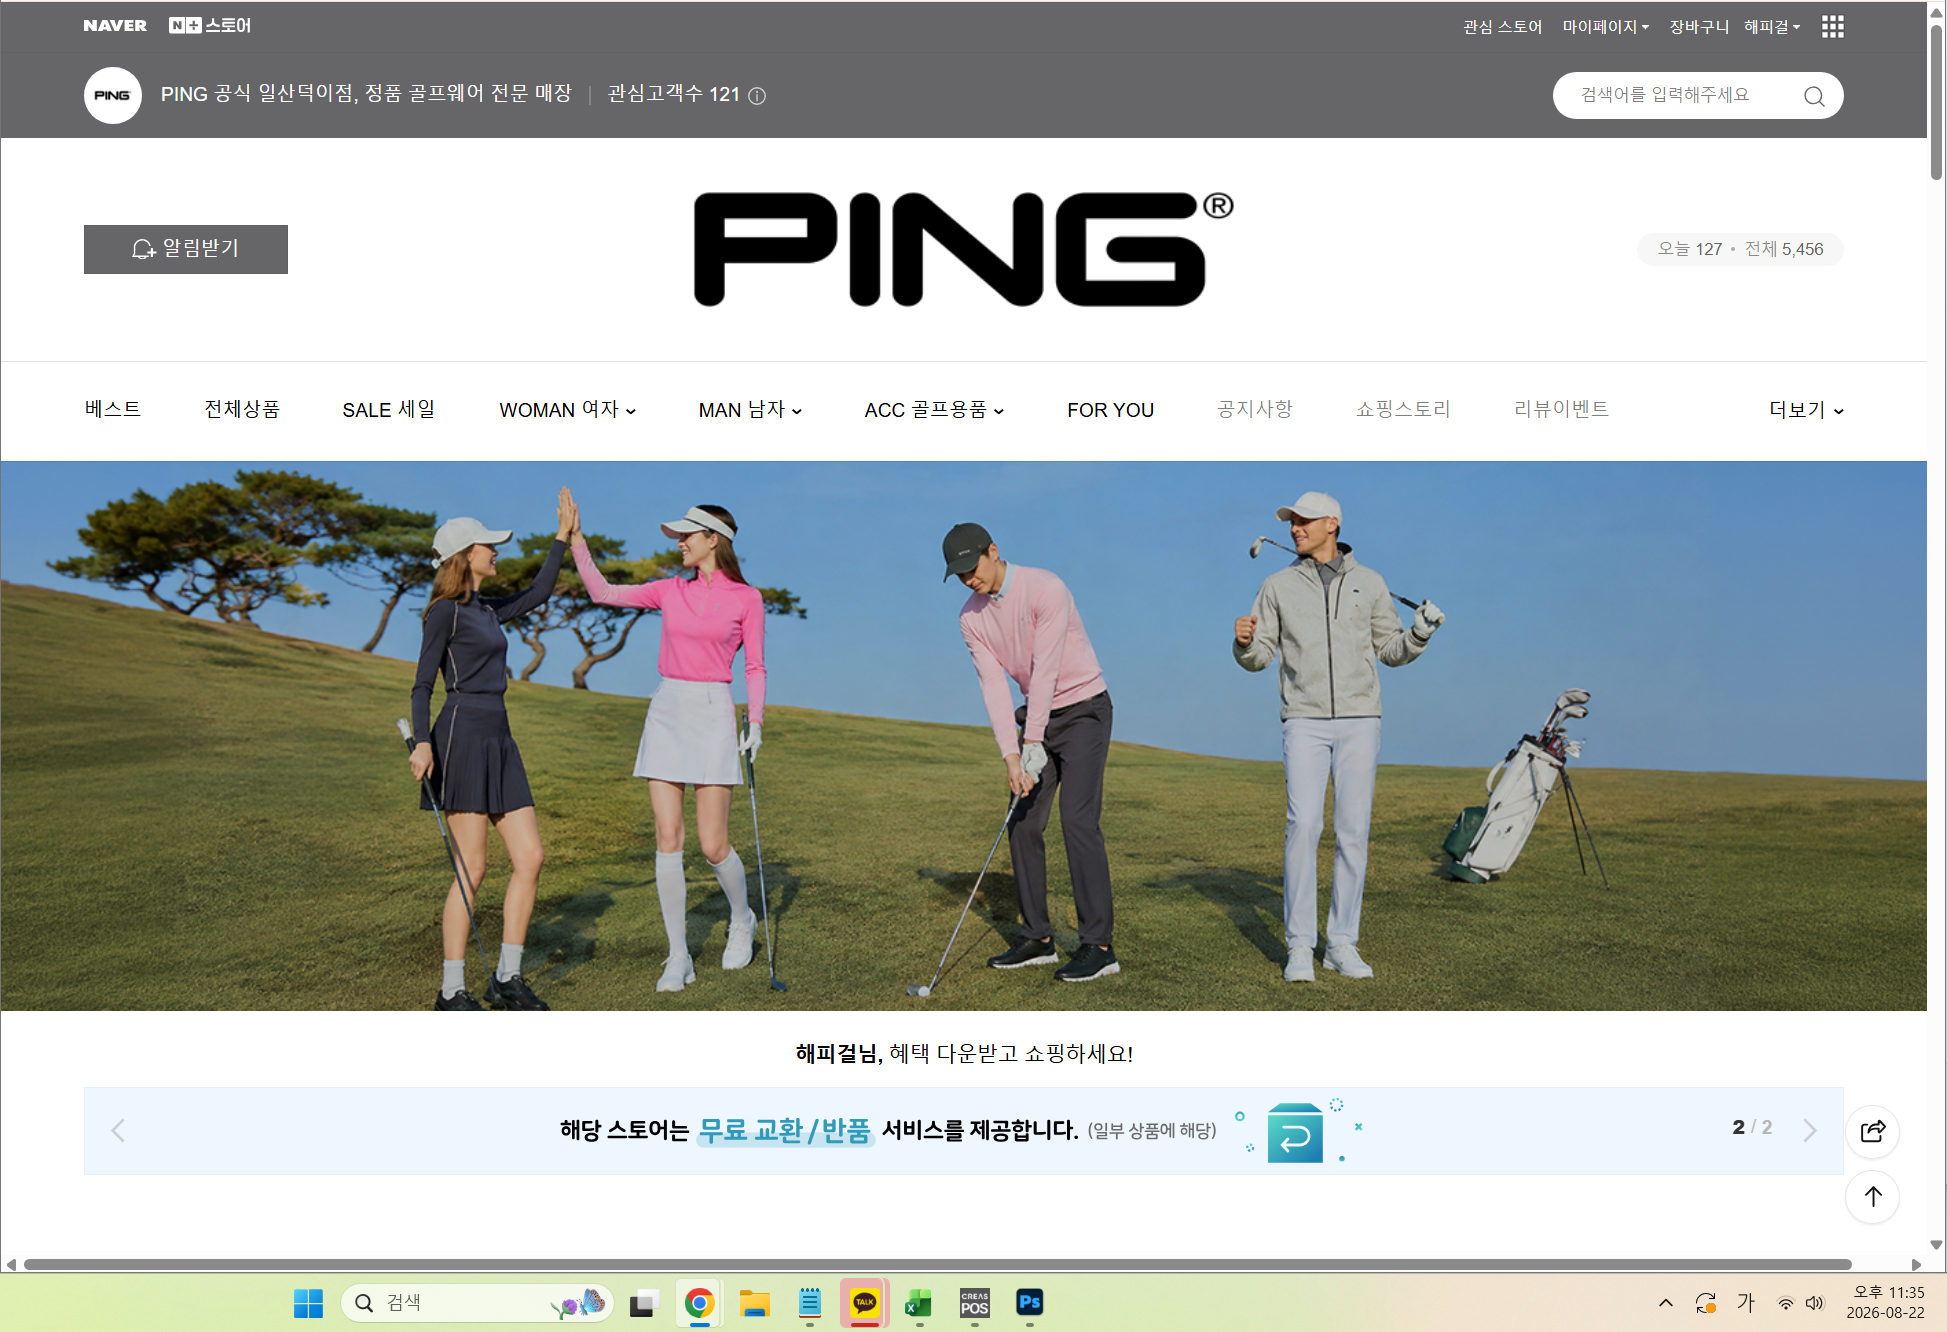 NAVER N+ 스토어 관심 스토어 마이페이지 장바구니 해피걸
PING PING 공식 일산덕이점, 정품 골프웨어 전문 매장 | 관심고객수 121 검색어를 입력해주세요
PING®
알림받기 오늘 127 • 전체 5,456
베스트 전체상품 SALE 세일 WOMAN 여자 MAN 남자 ACC 골프용품 FOR YOU 공지사항 쇼핑스토리 리뷰이벤트 더보기
해피걸님, 혜택 다운받고 쇼핑하세요!
해당 스토어는 무료 교환/반품 서비스를 제공합니다. (일부 상품에 해당) 2 / 2
검색 TALK X CREAS POS Ps 가 오후 11:35
2026-08-22